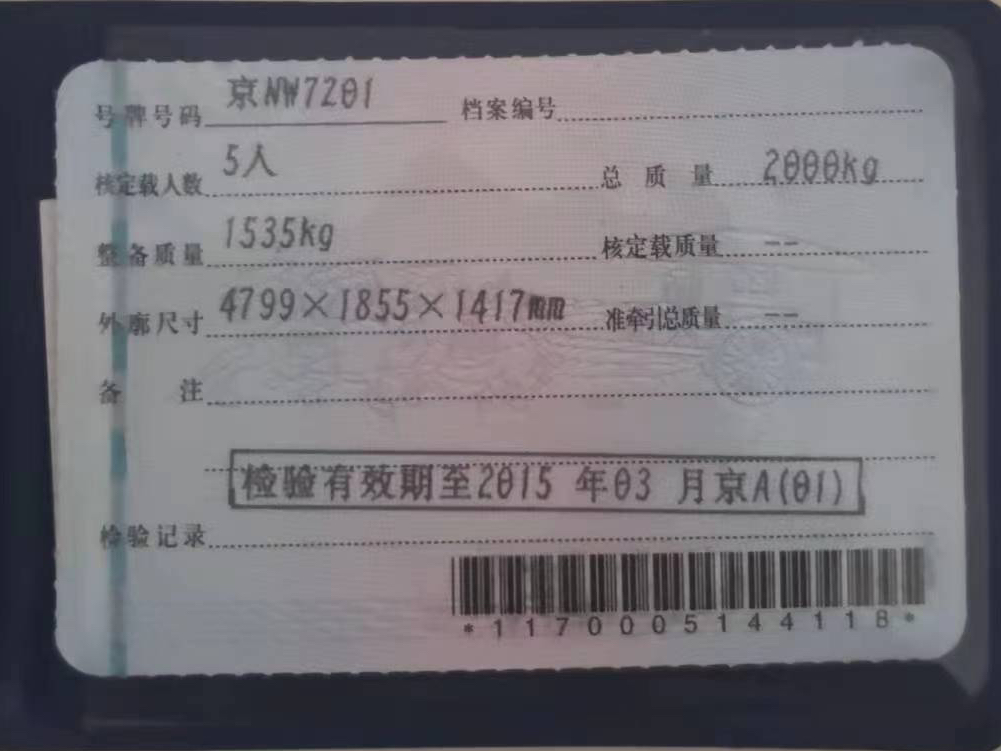 号牌号码 京NW7201 档案编号
核定载人数 5人 总质量 2000kg
整备质量 1535kg 核定载质量 --
外廓尺寸 4799×1855×1417mm 准牵引总质量 --
备注
检验有效期至2015 年03 月京A(01)
检验记录
*1170005144118*